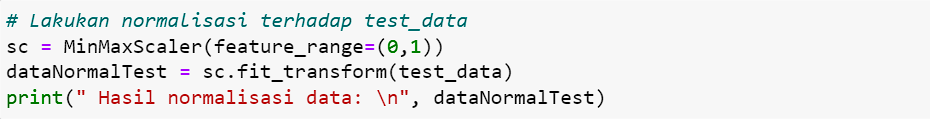 # Lakukan normalisasi terhadap test_data
sc = MinMaxScaler(feature_range=(0,1))
dataNormalTest = sc.fit_transform(test_data)
print(" Hasil normalisasi data: \n", dataNormalTest)